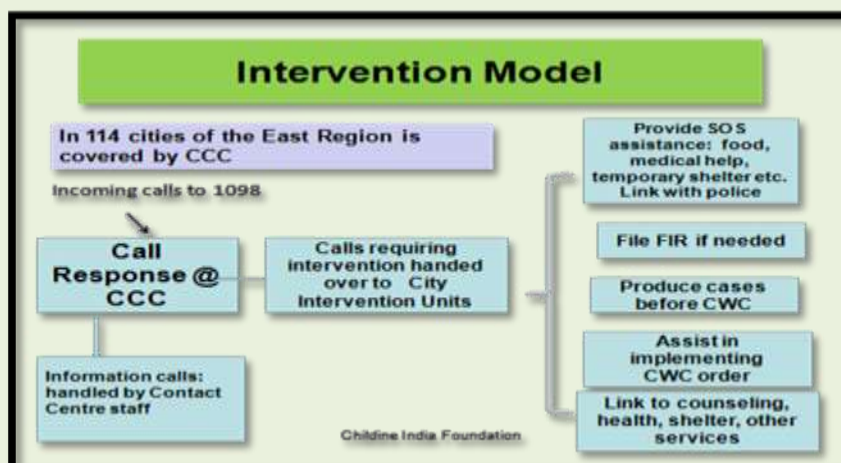 Intervention Model
In 114 cities of the East Region is
covered by CCC
Incoming calls to 1098
Call
Response @
CCC
Information calls:
handled by Contact
Centre staff
Calls requiring
intervention handed
over to City
Intervention Units
Provide SOS
assistance: food,
medical help,
temporary shelter etc.
Link with police
File FIR if needed
Produce cases
before CWC
Assist in
implementing
CWC order
Link to counseling,
health, shelter, other
services
Childine India Foundation